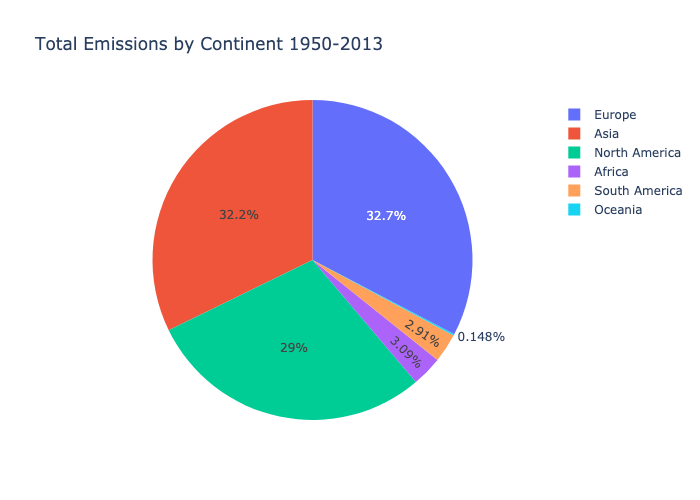 Total Emissions by Continent 1950-2013
Europe
Asia
North America
Africa
South America
Oceania
32.2%
32.7%
29%
2.91%
3.09%
0.148%